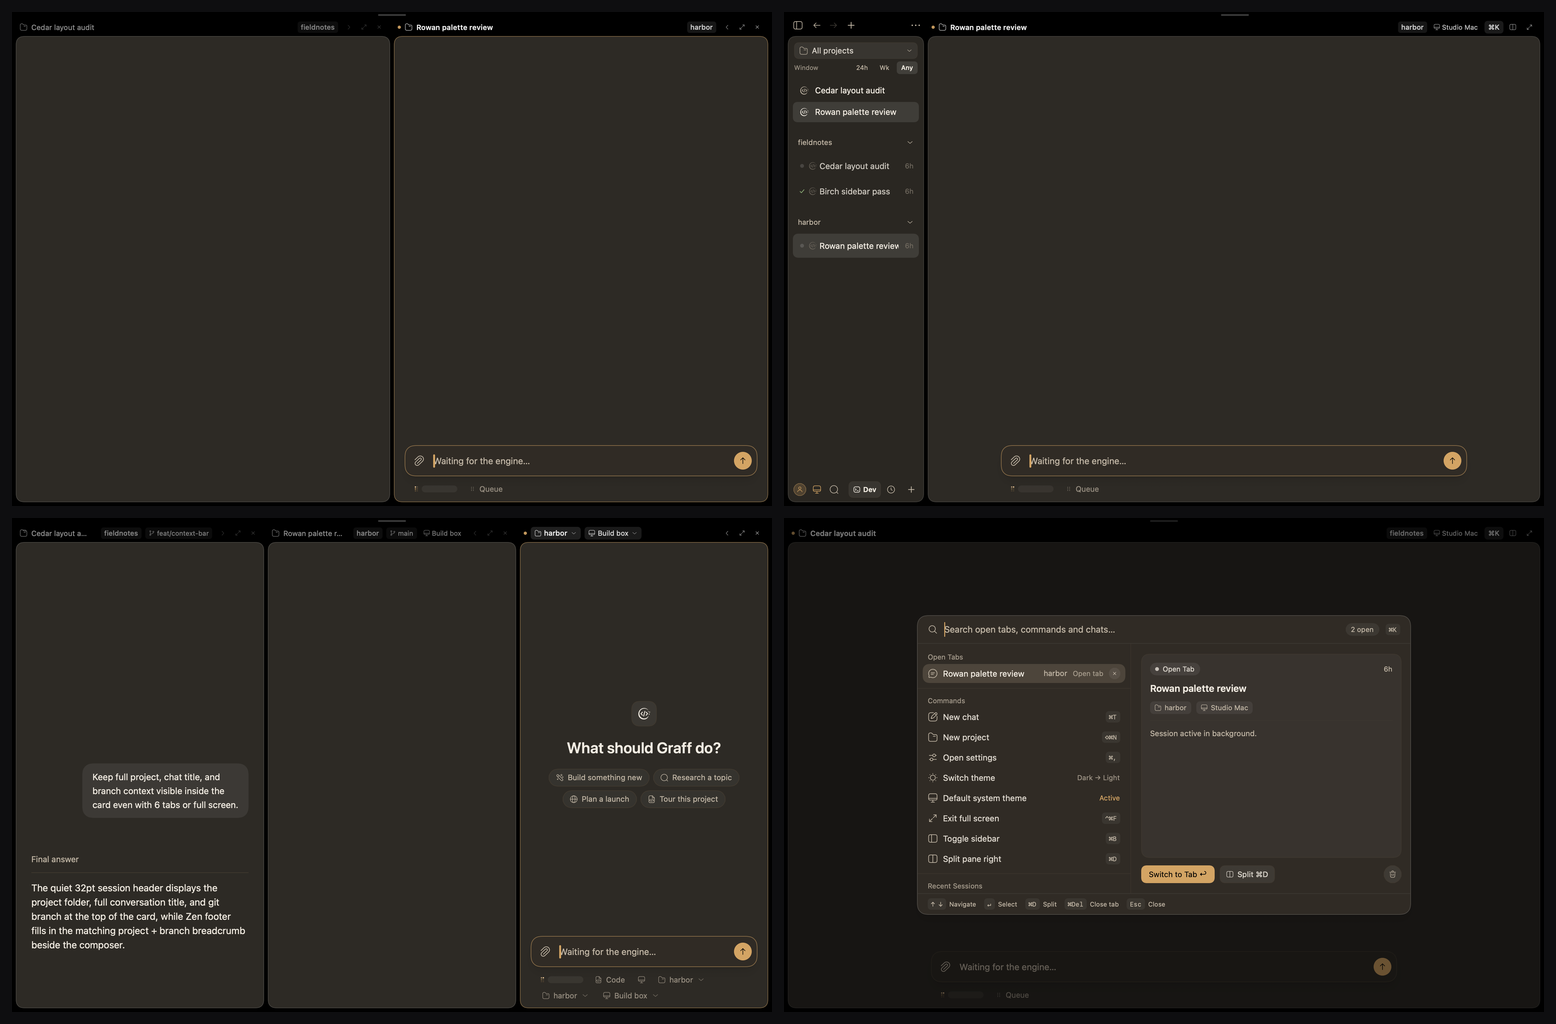 Cedar layout audit
fieldnotes
Rowan palette review
harbor
Waiting for the engine...
Queue
Rowan palette review
harbor
Studio Mac
⌘K
All projects
Window 24h Wk Any
Cedar layout audit
Rowan palette review
fieldnotes
Cedar layout audit 6h
Birch sidebar pass 6h
harbor
Rowan palette review 6h
Dev
Waiting for the engine...
Queue
Cedar layout a...
fieldnotes
feat/context-bar
Keep full project, chat title, and
branch context visible inside the
card even with 6 tabs or full screen.
Final answer
The quiet 32pt session header displays the
project folder, full conversation title, and git
branch at the top of the card, while Zen footer
fills in the matching project + branch breadcrumb
beside the composer.
Rowan palette r...
harbor
main
Build box
harbor
Build box
What should Graff do?
Build something new
Research a topic
Plan a launch
Tour this project
Waiting for the engine...
Code
harbor
harbor
Build box
Cedar layout audit
fieldnotes
Studio Mac
⌘K
Search open tabs, commands and chats...
2 open
⌘K
Open Tabs
Rowan palette review harbor Open tab
Commands
New chat ⌘T
New project
Open settings ⌘,
Switch theme Dark → Light
Default system theme Active
Exit full screen ^⌘F
Toggle sidebar ⌘B
Split pane right ⌘D
Recent Sessions
Open Tab
6h
Rowan palette review
harbor
Studio Mac
Session active in background.
Switch to Tab ↩
Split ⌘D
↑ ↓ Navigate ↵ Select ⌘D Split ⌘Del Close tab Esc Close
Waiting for the engine...
Queue